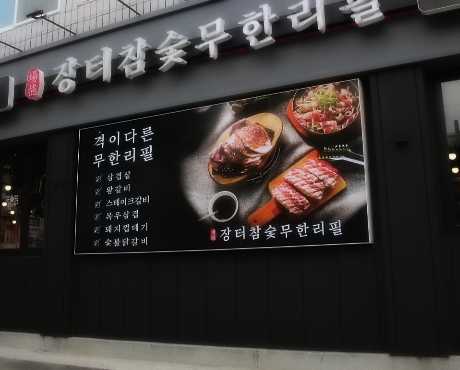 장터참숯무한리필
격이다른
무한리필
삼겹살
왕갈비
스테이크갈비
목우삼겹
돼지껍데기
숯불닭갈비
장터참숯무한리필